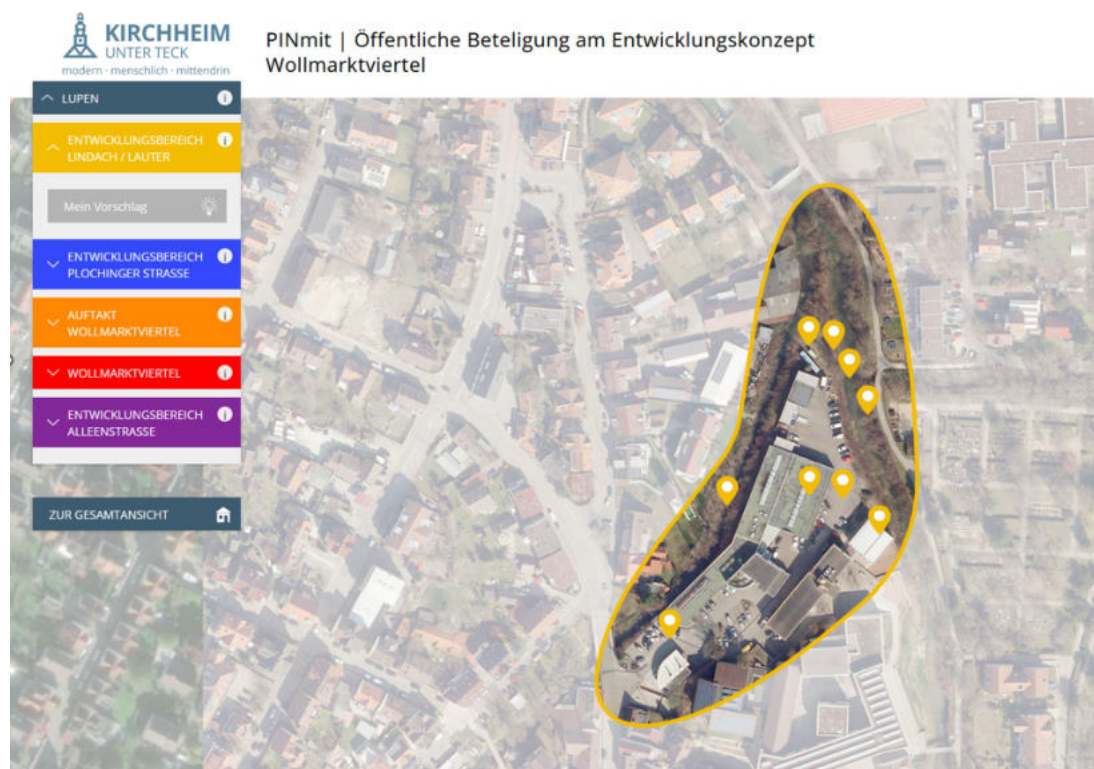 KIRCHHEIM
UNTER TECK
modern · menschlich · mittendrin
PINmit | Öffentliche Beteligung am Entwicklungskonzept
Wollmarktviertel
LUPEN
ENTWICKLUNGSBEREICH
LINDACH / LAUTER
Mein Vorschlag
ENTWICKLUNGSBEREICH
PLOCHINGER STRASSE
AUFTAKT
WOLLMARKTVIERTEL
WOLLMARKTVIERTEL
ENTWICKLUNGSBEREICH
ALLEENSTRASSE
ZUR GESAMTANSICHT